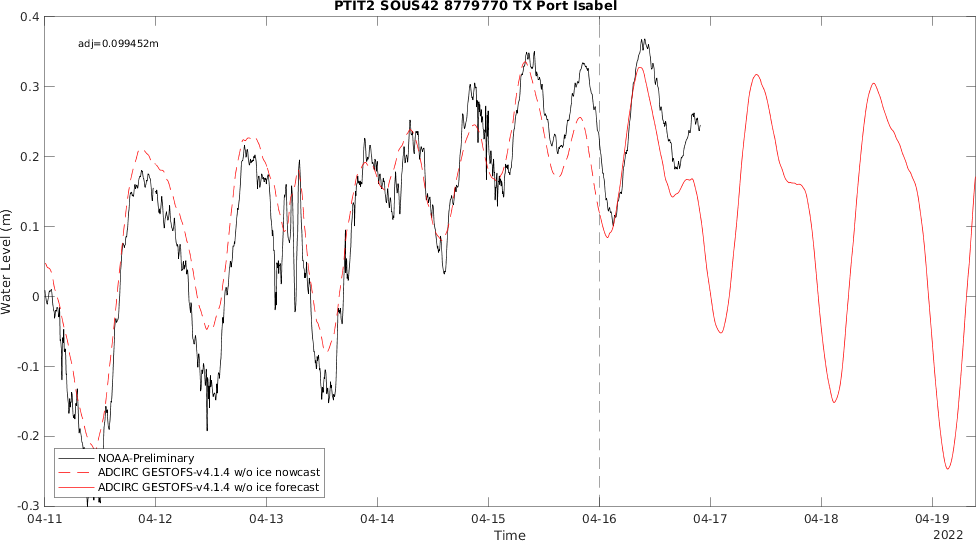 PTIT2 SOUS42 8779770 TX Port Isabel
adj=0.099452m
0.4
0.3
0.2
0.1
0
-0.1
-0.2
-0.3
Water Level (m)
NOAA-Preliminary
ADCIRC GESTOFS-v4.1.4 w/o ice nowcast
ADCIRC GESTOFS-v4.1.4 w/o ice forecast
04-11 04-12 04-13 04-14 04-15 04-16 04-17 04-18 04-19
Time
2022